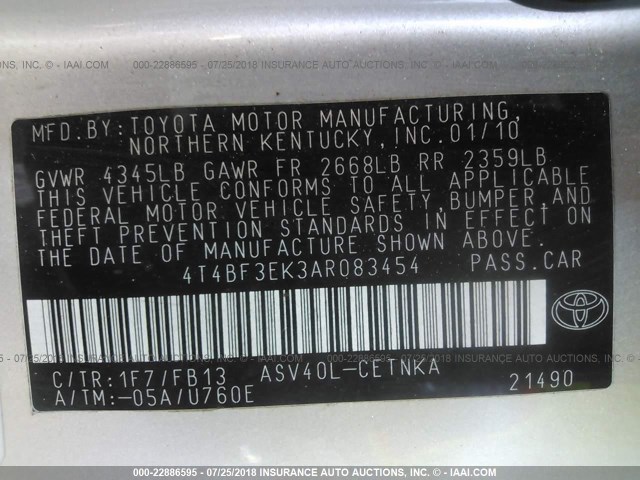 000-22886595 - 07/25/2018 INSURANCE AUTO AUCTIONS, INC. - IAAI.COM
MFD.BY: TOYOTA MOTOR MANUFACTURING,
NORTHERN KENTUCKY, INC. 01/10
GVWR 4345LB GAWR FR 2668LB RR 2359LB
THIS VEHICLE CONFORMS TO ALL APPLICABLE
FEDERAL MOTOR VEHICLE SAFETY, BUMPER, AND
THEFT PREVENTION STANDARDS IN EFFECT ON
THE DATE OF MANUFACTURE SHOWN ABOVE.
4T4BF3EK3AR083454 PASS.CAR
C/TR: 1F7/FB13 ASV40L-CETNKA
A/TM:-05A/U760E 21490
000-22886595 - 07/25/2018 INSURANCE AUTO AUCTIONS, INC. - IAAI.COM